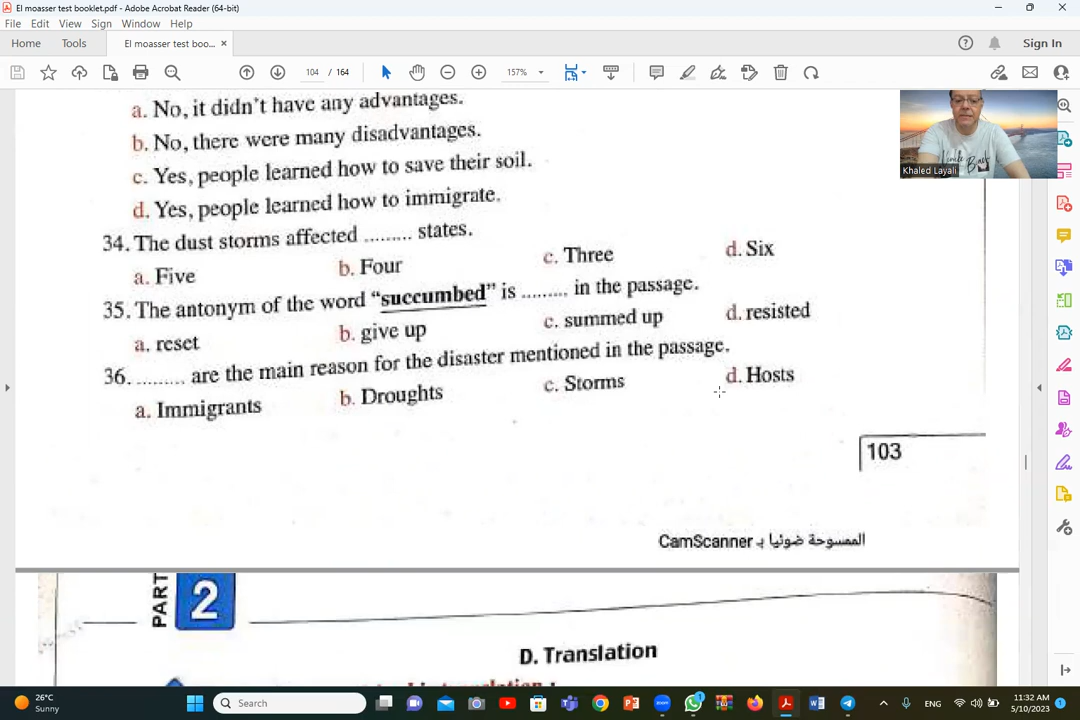 El moasser test booklet.pdf - Adobe Acrobat Reader (64-bit)
File Edit View Sign Window Help
Home Tools El moasser test boo... × Sign In
104 / 164 157%
a. No, it didn't have any advantages.
b. No, there were many disadvantages.
c. Yes, people learned how to save their soil.
d. Yes, people learned how to immigrate.
34. The dust storms affected ......... states.
a. Five b. Four c. Three d. Six
35. The antonym of the word "succumbed" is ......... in the passage.
a. reset b. give up c. summed up d. resisted
36. ......... are the main reason for the disaster mentioned in the passage.
a. Immigrants b. Droughts c. Storms d. Hosts
103
الممسوحة ضوئيا بـ CamScanner
PART 2
D. Translation
Khaled Layali
26°C
Sunny
Search
1
ENG
11:32 AM
5/10/2023